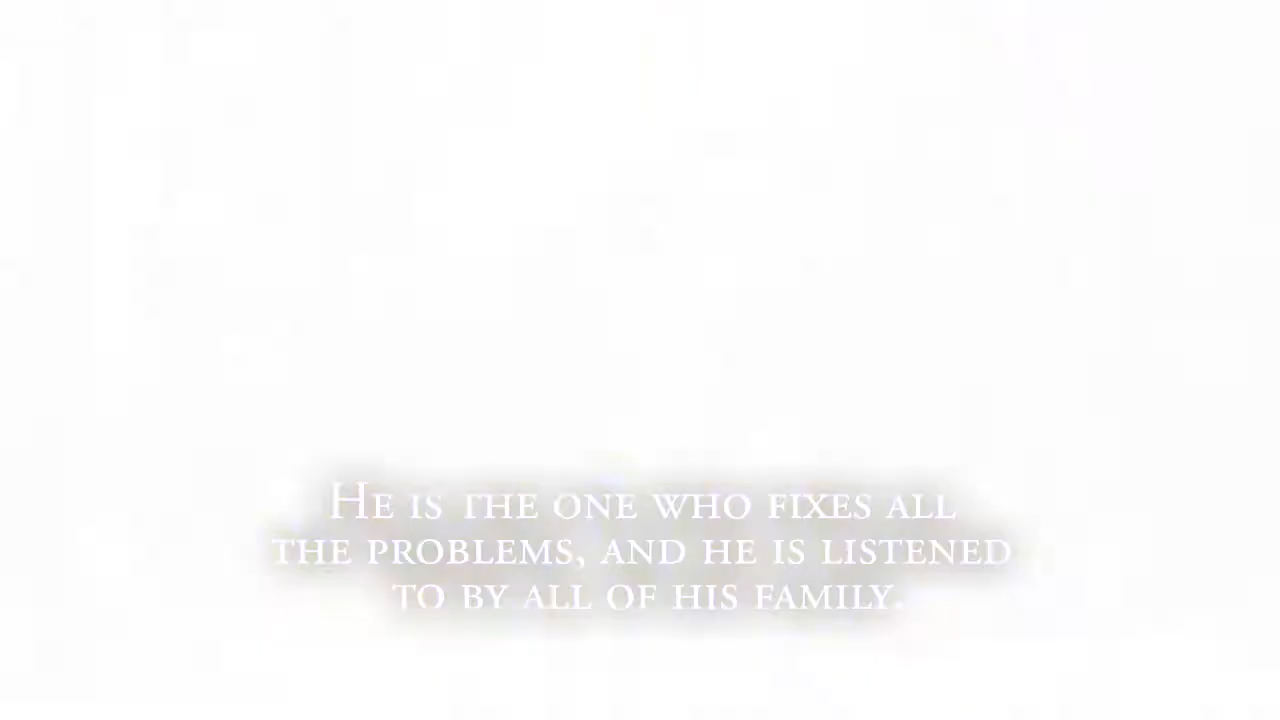 He is the one who fixes all
the problems, and he is listened
to by all of his family.